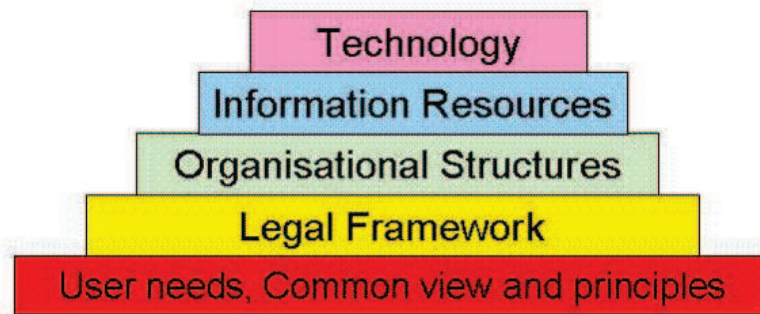 Technology
Information Resources
Organisational Structures
Legal Framework
User needs, Common view and principles